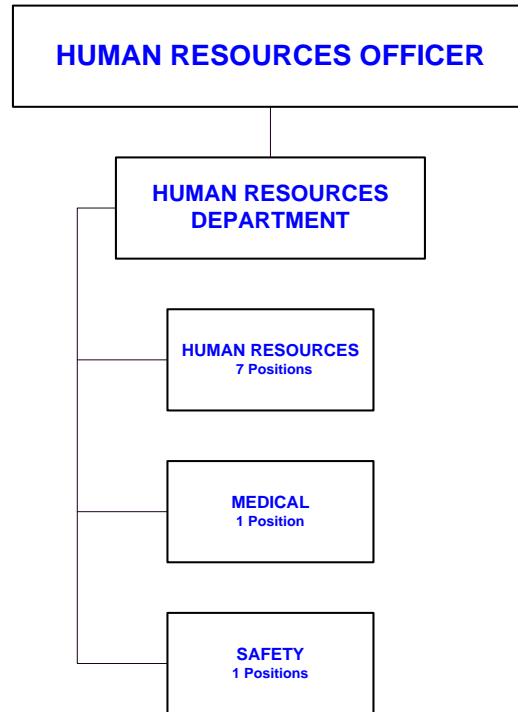 HUMAN RESOURCES OFFICER
HUMAN RESOURCES
DEPARTMENT
HUMAN RESOURCES
7 Positions
MEDICAL
1 Position
SAFETY
1 Positions